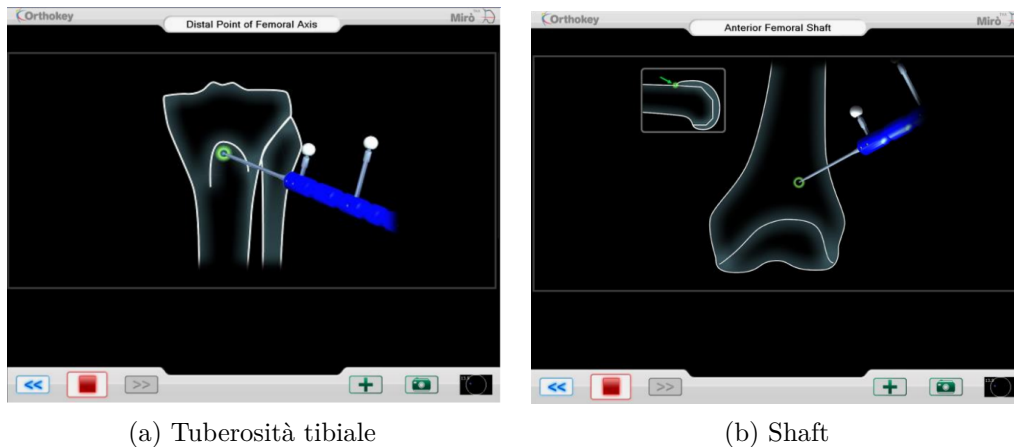 Orthokey
Distal Point of Femoral Axis
Mirò
<<
>>
Orthokey
Anterior Femoral Shaft
Mirò
<<
>>
(a) Tuberosità tibiale
(b) Shaft